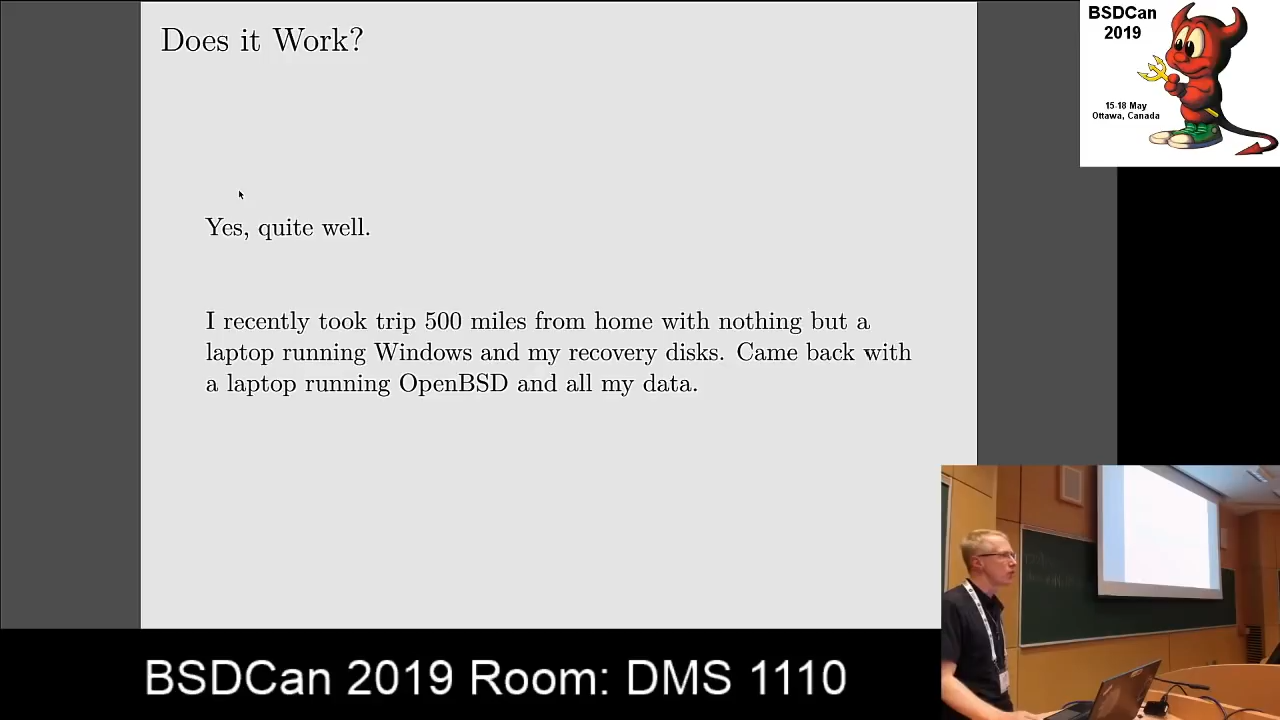 Does it Work?
BSDCan
2019
15-18 May
Ottawa, Canada
Yes, quite well.
I recently took trip 500 miles from home with nothing but a
laptop running Windows and my recovery disks. Came back with
a laptop running OpenBSD and all my data.
BSDCan 2019 Room: DMS 1110